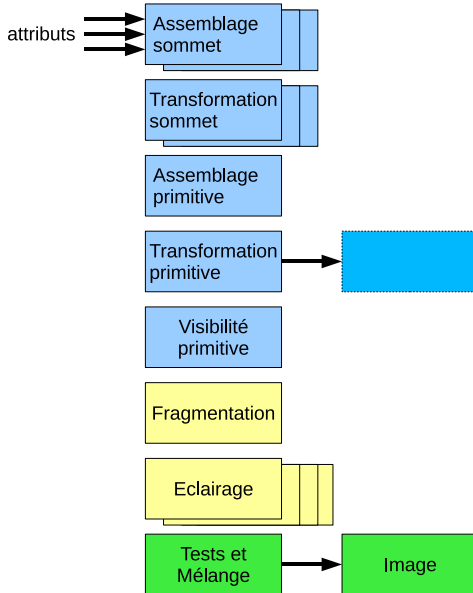 attributs
Assemblage
sommet
Transformation
sommet
Assemblage
primitive
Transformation
primitive
Visibilité
primitive
Fragmentation
Eclairage
Tests et
Mélange
Image